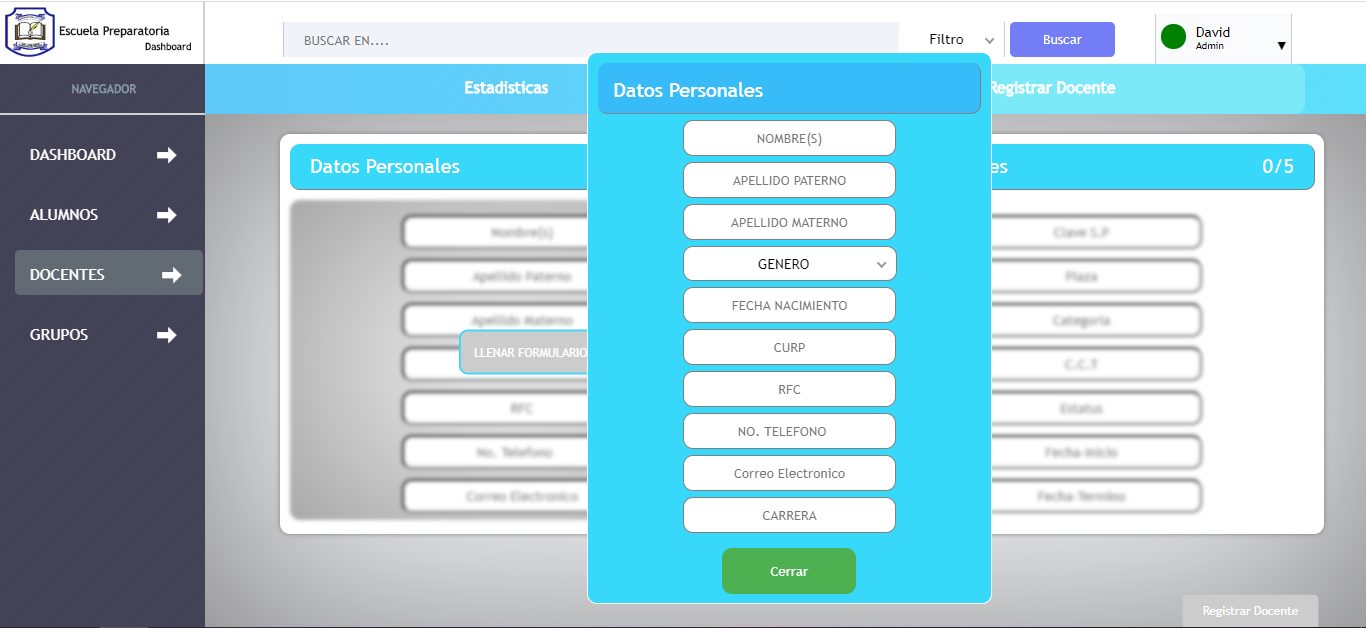 Escuela Preparatoria
Dashboard
BUSCAR EN....
Filtro
Buscar
David
Admin
NAVEGADOR
Estadísticas
Registrar Docente
DASHBOARD
ALUMNOS
DOCENTES
GRUPOS
Datos Personales
es
0/5
Nombre(s)
Apellido Paterno
Apellido Materno
RFC
No. Telefono
Correo Electronico
LLENAR FORMULARIO
Datos Personales
NOMBRE(S)
APELLIDO PATERNO
APELLIDO MATERNO
GENERO
FECHA NACIMIENTO
CURP
RFC
NO. TELEFONO
Correo Electronico
CARRERA
Cerrar
Clave S.P
Plaza
Categoria
C.C.T
Estatus
Fecha-Inicio
Fecha-Termino
Registrar Docente